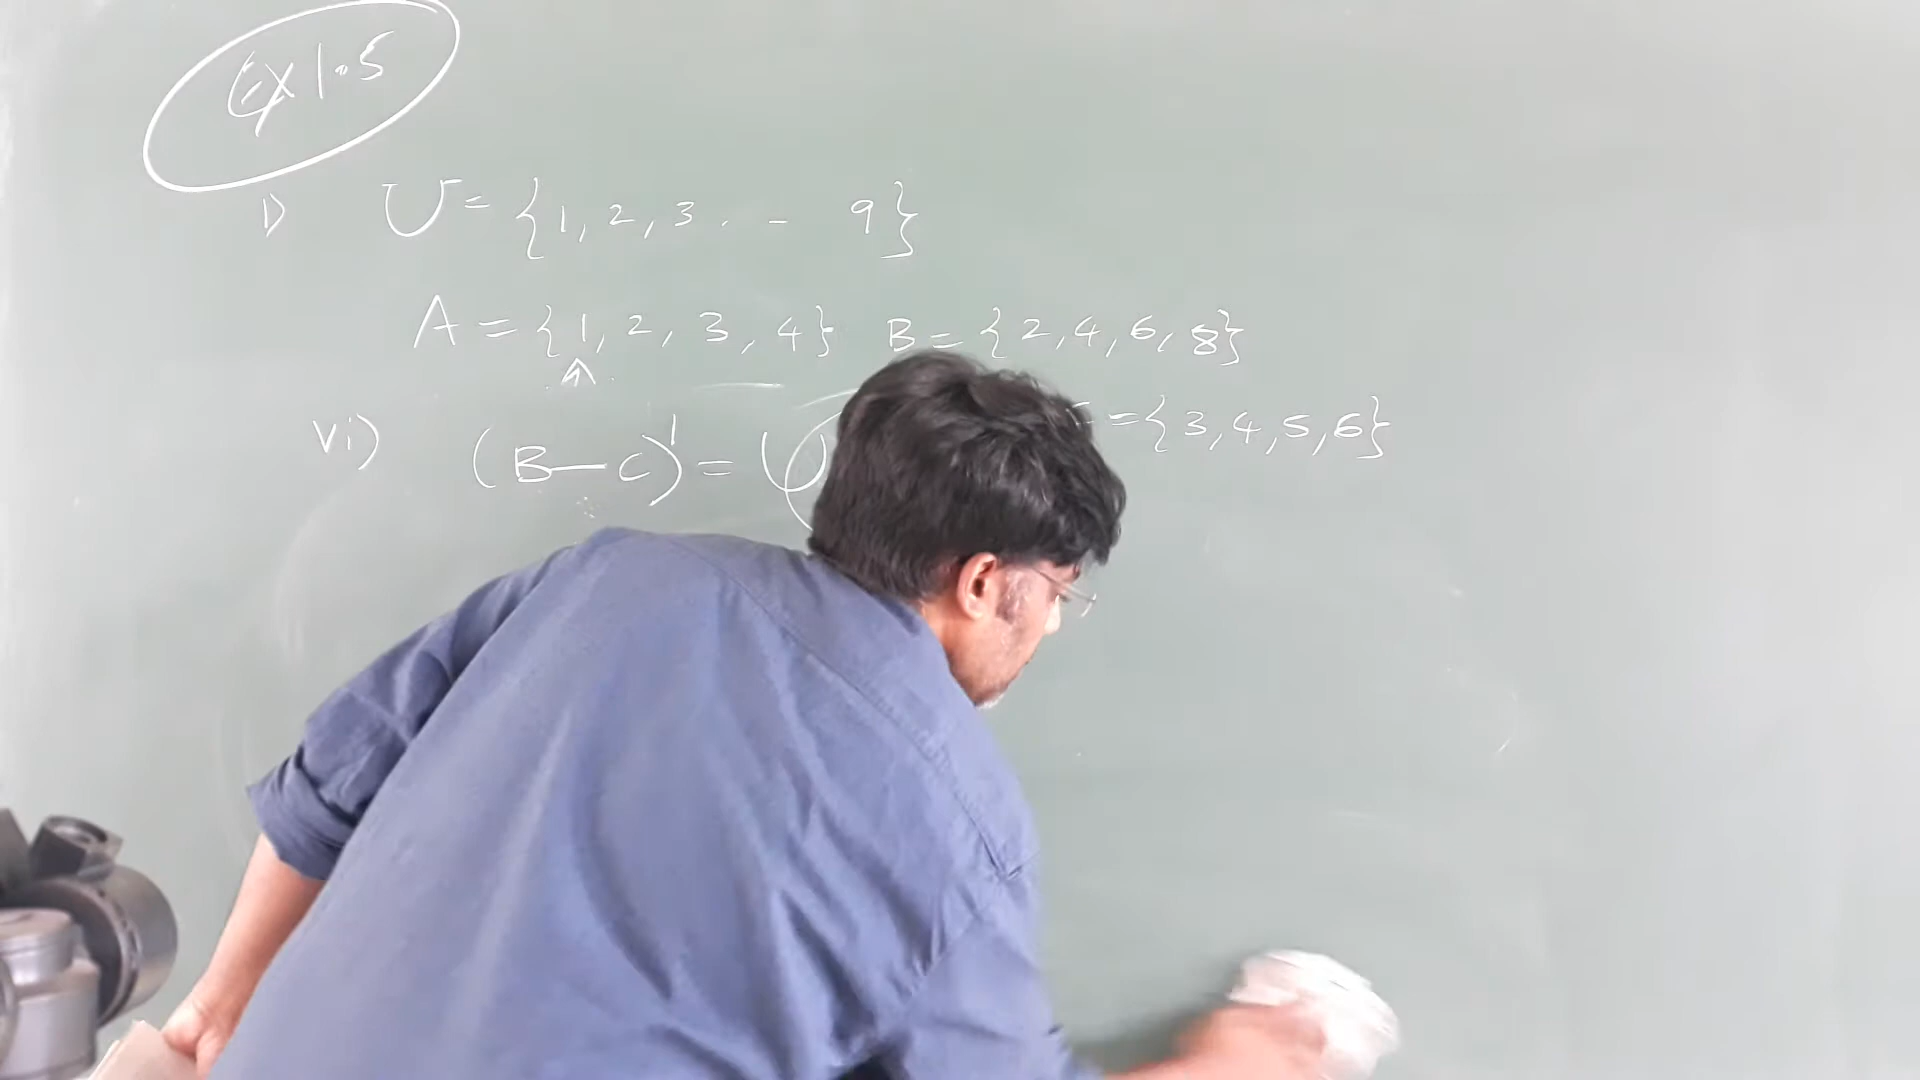 Ex 1.5
1) U = {1, 2, 3 . . - 9}
A = {1, 2, 3, 4} B = {2, 4, 6, 8}
= {3, 4, 5, 6}
vi) (B — C)' = U